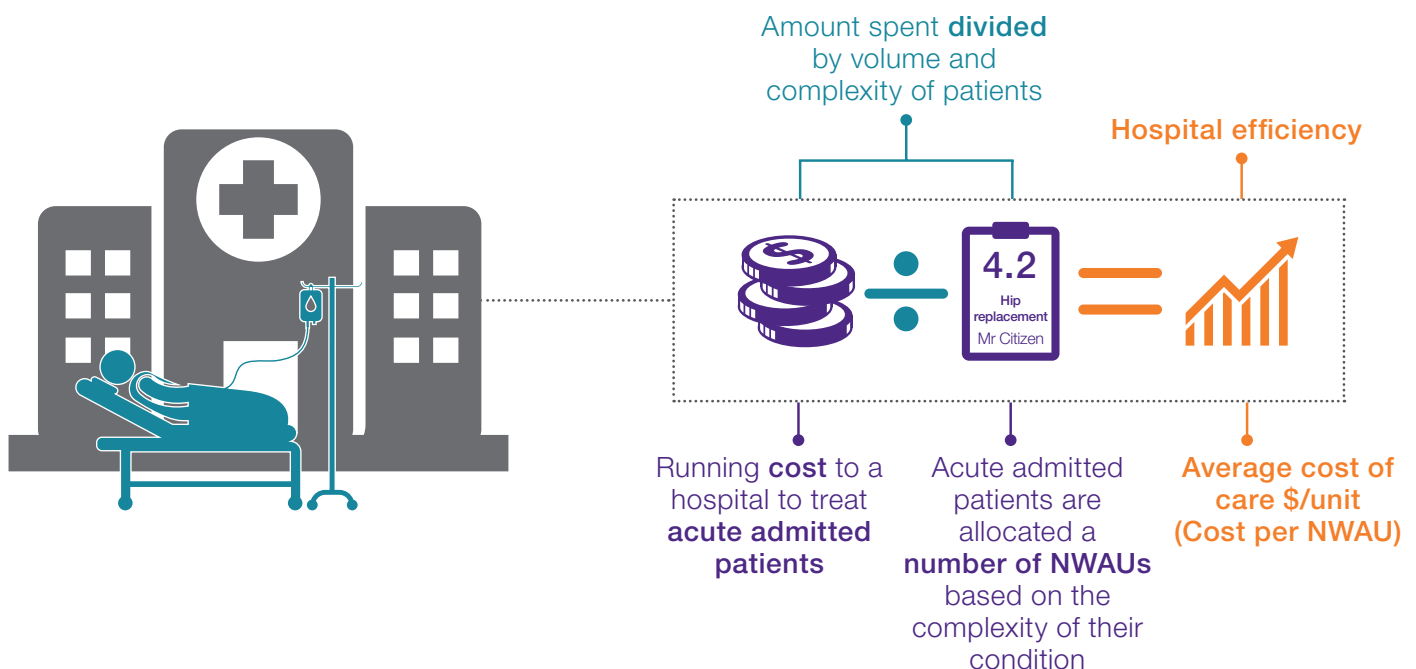 Amount spent divided
by volume and
complexity of patients
Hospital efficiency
$
4.2
Hip
replacement
Mr Citizen
Running cost to a
hospital to treat
acute admitted
patients
Acute admitted
patients are
allocated a
number of NWAUs
based on the
complexity of their
condition
Average cost of
care $/unit
(Cost per NWAU)